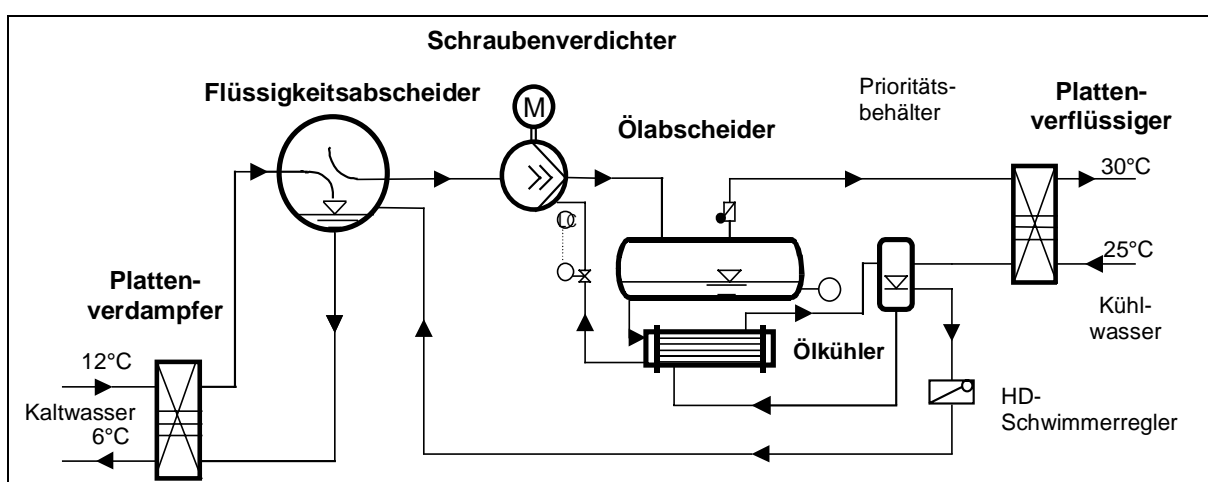 Schraubenverdichter
Flüssigkeitsabscheider
M
Ölabscheider
Prioritäts-
behälter
Platten-
verflüssiger
30°C
25°C
Kühl-
wasser
Platten-
verdampfer
12°C
Kaltwasser
6°C
Ölkühler
HD-
Schwimmerregler